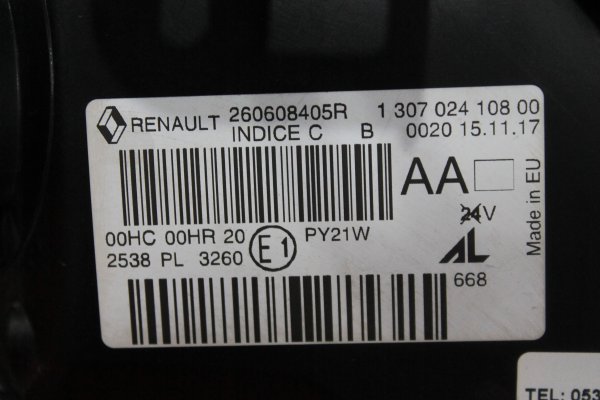 RENAULT 260608405R 1 307 024 108 00
INDICE C B 0020 15.11.17
AA
24V
Made in EU
00HC 00HR 20 E1 PY21W
2538 PL 3260 AL
668
TEL: 053